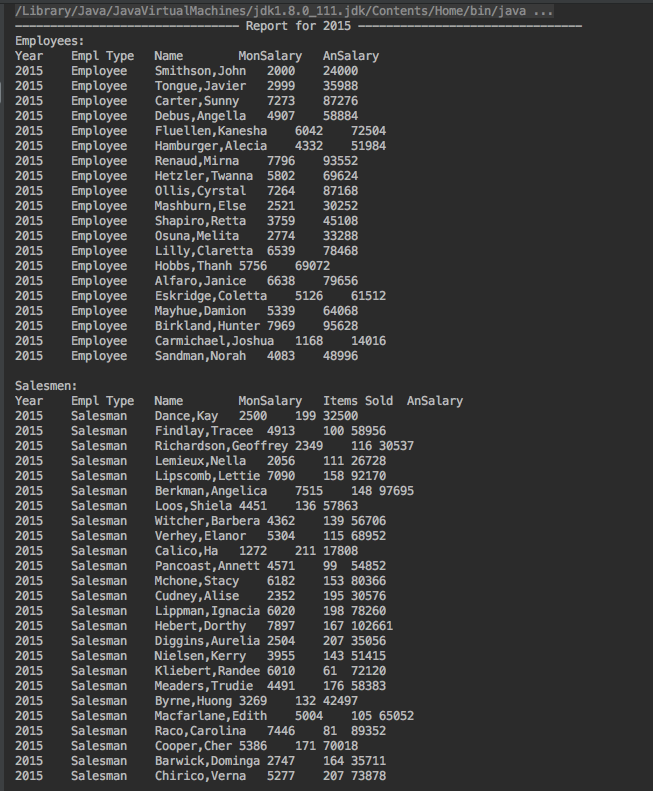 /Library/Java/JavaVirtualMachines/jdk1.8.0_111.jdk/Contents/Home/bin/java ...
-------------------------------- Report for 2015 --------------------------------
Employees:
Year Empl Type Name MonSalary AnSalary
2015 Employee Smithson,John 2000 24000
2015 Employee Tongue,Javier 2999 35988
2015 Employee Carter,Sunny 7273 87276
2015 Employee Debus,Angella 4907 58884
2015 Employee Fluellen,Kanesha 6042 72504
2015 Employee Hamburger,Alecia 4332 51984
2015 Employee Renaud,Mirna 7796 93552
2015 Employee Hetzler,Twanna 5802 69624
2015 Employee Ollis,Cyrstal 7264 87168
2015 Employee Mashburn,Else 2521 30252
2015 Employee Shapiro,Retta 3759 45108
2015 Employee Osuna,Melita 2774 33288
2015 Employee Lilly,Claretta 6539 78468
2015 Employee Hobbs,Thanh 5756 69072
2015 Employee Alfaro,Janice 6638 79656
2015 Employee Eskridge,Coletta 5126 61512
2015 Employee Mayhue,Damion 5339 64068
2015 Employee Birkland,Hunter 7969 95628
2015 Employee Carmichael,Joshua 1168 14016
2015 Employee Sandman,Norah 4083 48996
Salesmen:
Year Empl Type Name MonSalary Items Sold AnSalary
2015 Salesman Dance,Kay 2500 199 32500
2015 Salesman Findlay,Tracee 4913 100 58956
2015 Salesman Richardson,Geoffrey 2349 116 30537
2015 Salesman Lemieux,Nella 2056 111 26728
2015 Salesman Lipscomb,Lettie 7090 158 92170
2015 Salesman Berkman,Angelica 7515 148 97695
2015 Salesman Loos,Shiela 4451 136 57863
2015 Salesman Witcher,Barbera 4362 139 56706
2015 Salesman Verhey,Elanor 5304 115 68952
2015 Salesman Calico,Ha 1272 211 17808
2015 Salesman Pancoast,Annett 4571 99 54852
2015 Salesman Mchone,Stacy 6182 153 80366
2015 Salesman Cudney,Alise 2352 195 30576
2015 Salesman Lippman,Ignacia 6020 198 78260
2015 Salesman Hebert,Dorthy 7897 167 102661
2015 Salesman Diggins,Aurelia 2504 207 35056
2015 Salesman Nielsen,Kerry 3955 143 51415
2015 Salesman Kliebert,Randee 6010 61 72120
2015 Salesman Meaders,Trudie 4491 176 58383
2015 Salesman Byrne,Huong 3269 132 42497
2015 Salesman Macfarlane,Edith 5004 105 65052
2015 Salesman Raco,Carolina 7446 81 89352
2015 Salesman Cooper,Cher 5386 171 70018
2015 Salesman Barwick,Dominga 2747 164 35711
2015 Salesman Chirico,Verna 5277 207 73878